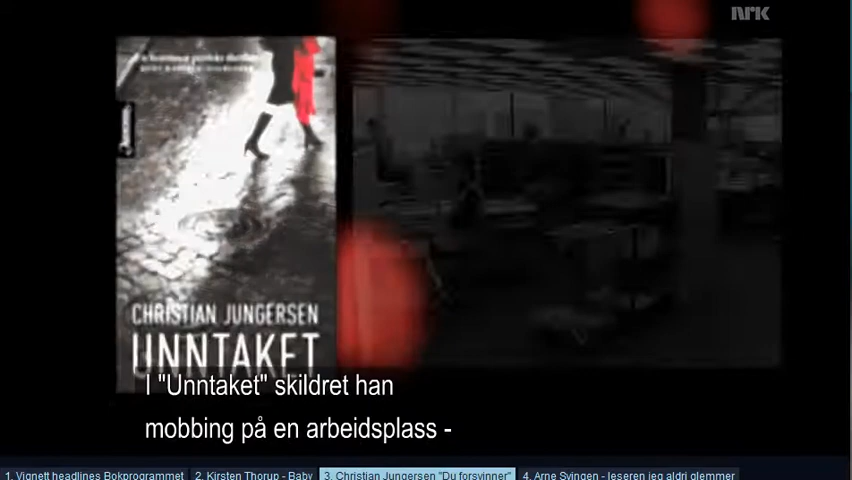 NRK
CHRISTIAN JUNGERSEN
UNNTAKET
I "Unntaket" skildret han
mobbing på en arbeidsplass -
1. Vignett headlines Bokprogrammet
2. Kirsten Thorup - Baby
3. Christian Jungersen "Du forsvinner"
4. Arne Svingen - leseren jeg aldri glemmer